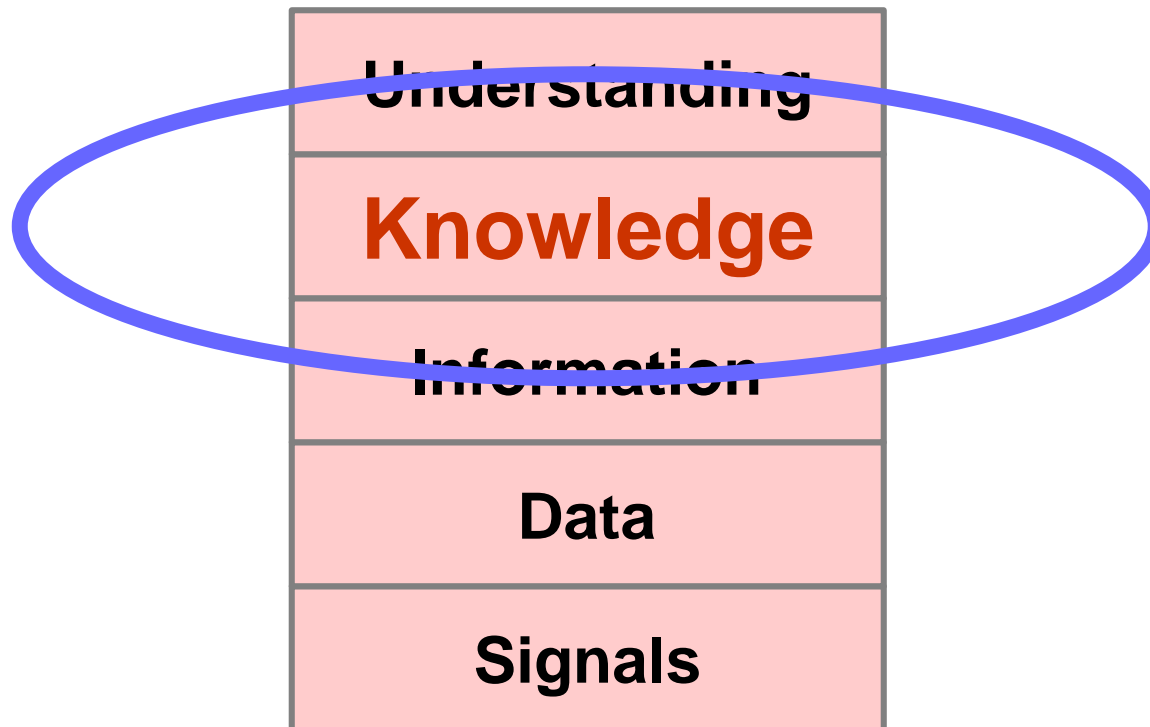 Understanding
Knowledge
Information
Data
Signals